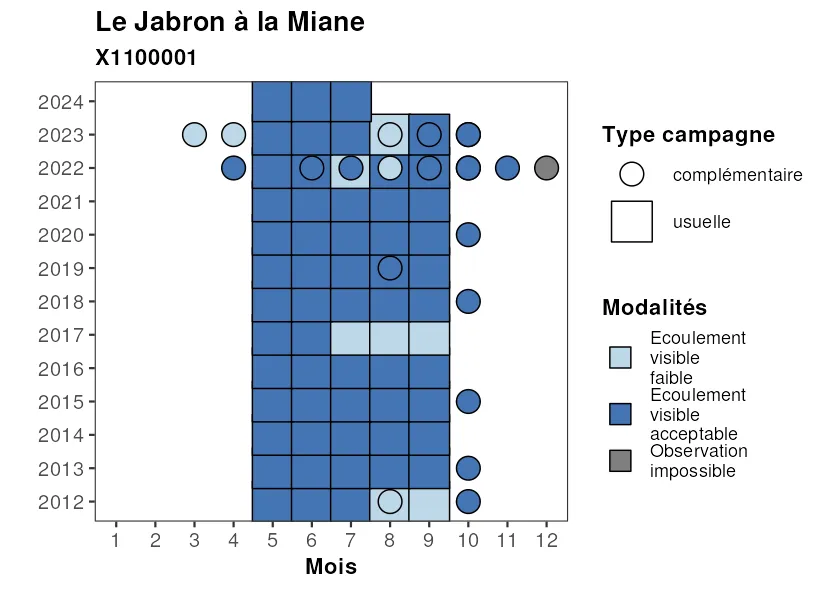 Le Jabron à la Miane
X1100001
2024
2023
2022
2021
2020
2019
2018
2017
2016
2015
2014
2013
2012
1 2 3 4 5 6 7 8 9 10 11 12
Mois
Type campagne
complémentaire
usuelle
Modalités
Ecoulement
visible
faible
Ecoulement
visible
acceptable
Observation
impossible